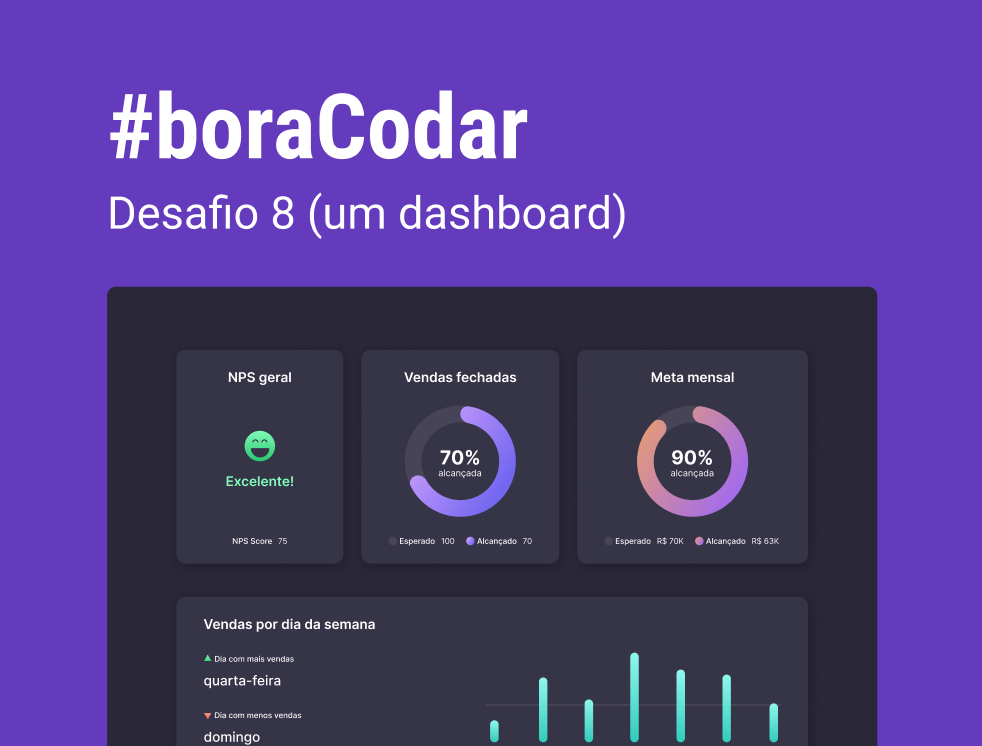 #boraCodar
Desafio 8 (um dashboard)
NPS geral
Excelente!
NPS Score 75
Vendas fechadas
70%
alcançada
Esperado 100 Alcançado 70
Meta mensal
90%
alcançada
Esperado R$ 70K Alcançado R$ 63K
Vendas por dia da semana
Dia com mais vendas
quarta-feira
Dia com menos vendas
domingo